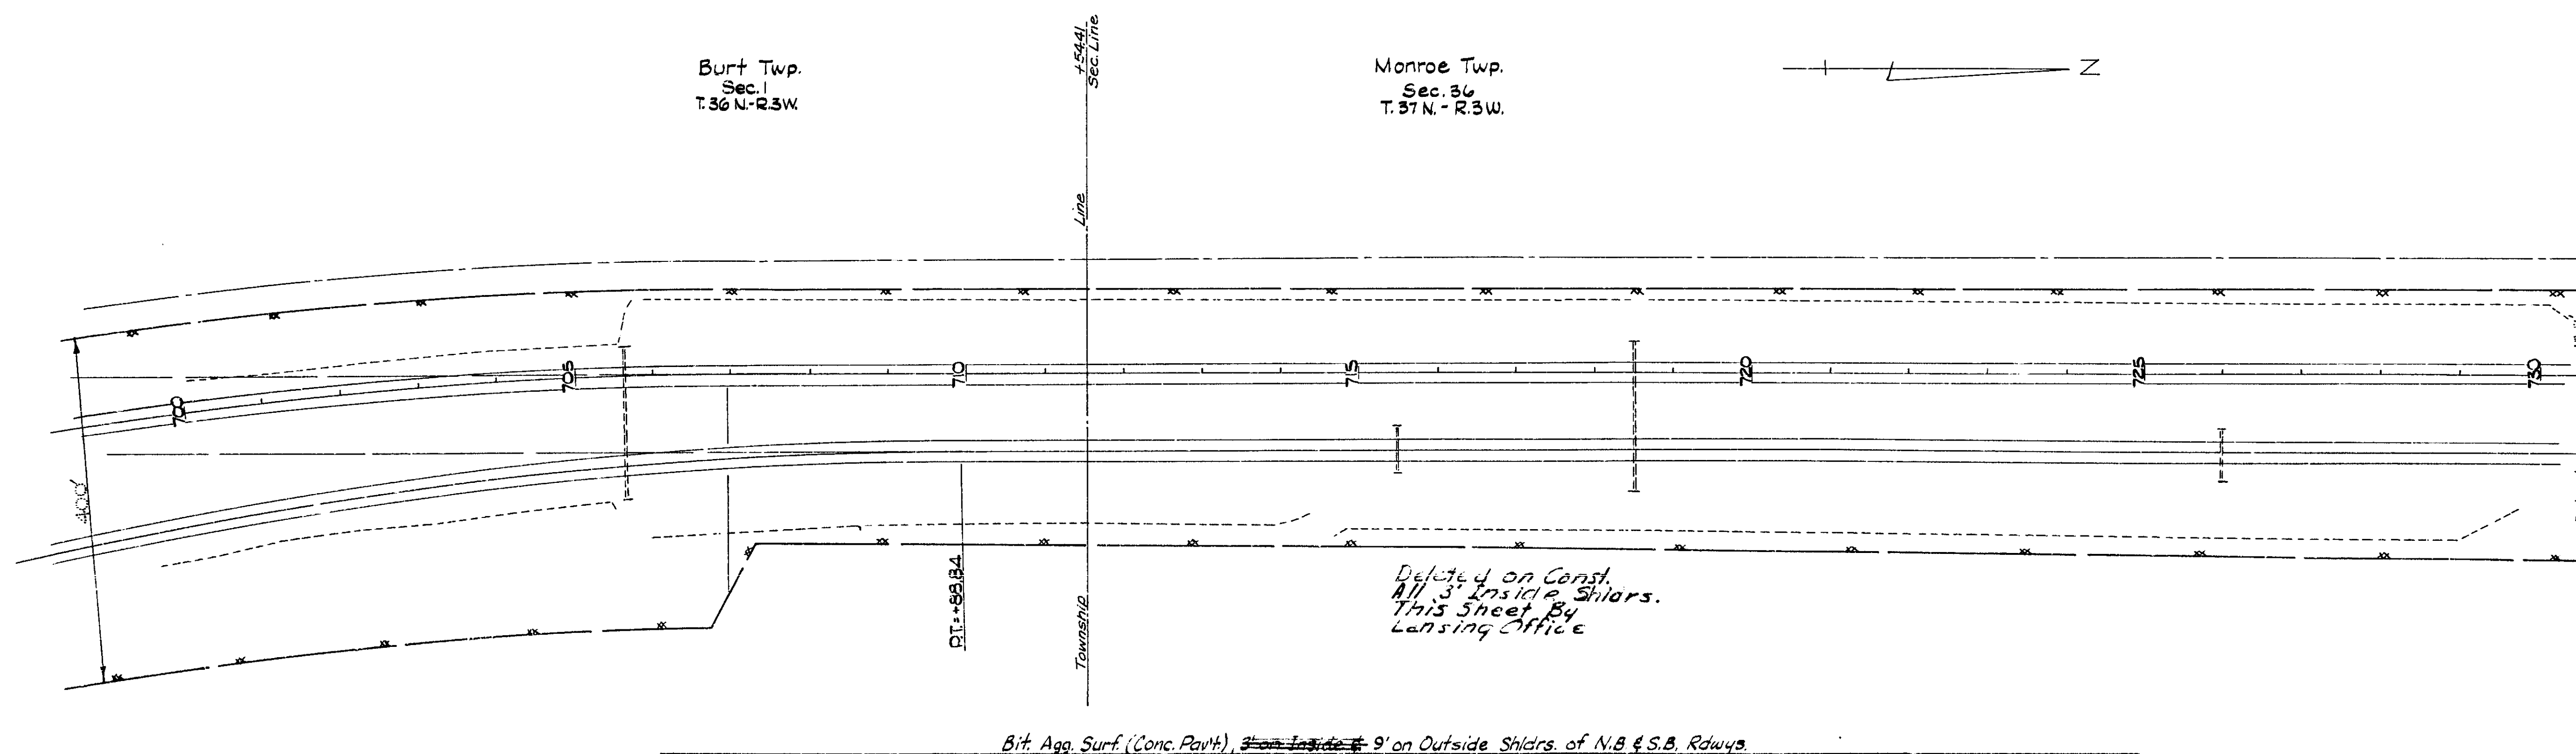 Burt Twp.
Sec. 1
T. 36 N.-R.3W.
+54.41
Sec. Line
Monroe Twp.
Sec. 36
T. 37 N. - R.3W.
Z
Line
700
705
710
715
720
725
730
400'
P.T. = +88.84
Township
Deleted on Const.
All 3' Inside Shldrs.
This Sheet By
Lansing Office
Bit. Agg. Surf. (Conc. Pav't.), 3' on Inside & 9' on Outside Shldrs. of N.B. & S.B. Rdwys.